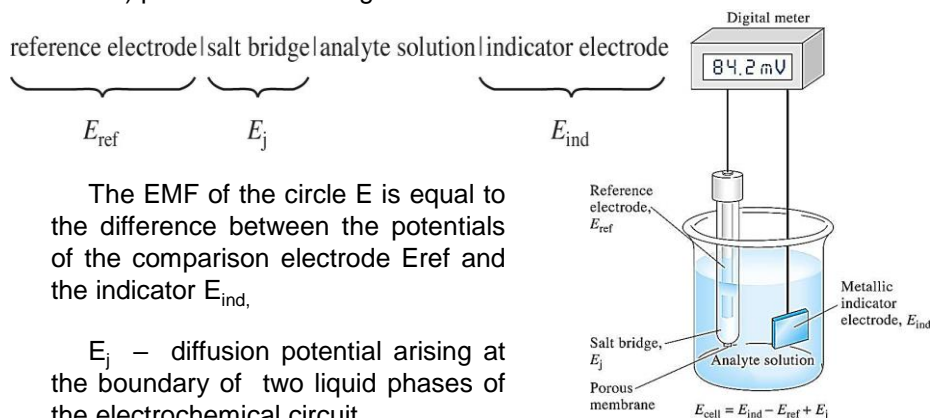 reference electrode|salt bridge|analyte solution|indicator electrode
E_ref E_j E_ind
The EMF of the circle E is equal to
the difference between the potentials
of the comparison electrode Eref and
the indicator E_ind,
E_j – diffusion potential arising at
the boundary of two liquid phases of
the electrochemical circuit
Digital meter
84.2 mV
Reference
electrode,
E_ref
Salt bridge,
E_j
Porous
membrane
Analyte solution
Metallic
indicator
electrode, E_ind
E_cell = E_ind − E_ref + E_j